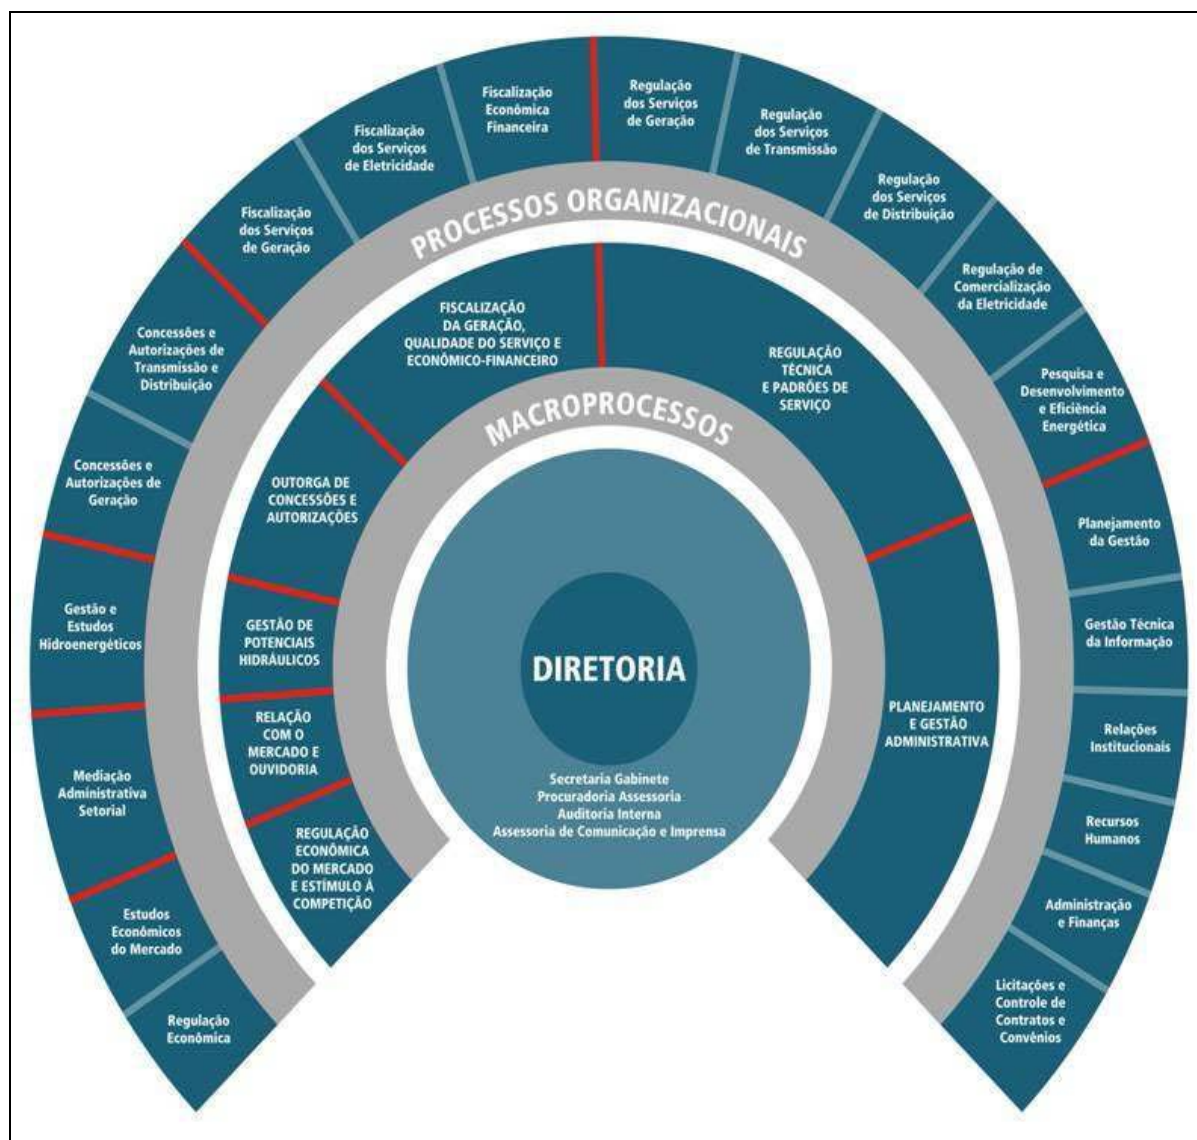 PROCESSOS ORGANIZACIONAIS
Regulação
Econômica
Estudos
Econômicos
do Mercado
Mediação
Administrativa
Setorial
Gestão e
Estudos
Hidroenergéticos
Concessões e
Autorizações de
Geração
Concessões e
Autorizações de
Transmissão e
Distribuição
Fiscalização
dos Serviços
de Geração
Fiscalização
dos Serviços
de Eletricidade
Fiscalização
Econômica
Financeira
Regulação
dos Serviços
de Geração
Regulação
dos Serviços
de Transmissão
Regulação
dos Serviços
de Distribuição
Regulação de
Comercialização
da Eletricidade
Pesquisa e
Desenvolvimento
e Eficiência
Energética
Planejamento
da Gestão
Gestão Técnica
da Informação
Relações
Institucionais
Recursos
Humanos
Administração
e Finanças
Licitações e
Controle de
Contratos e
Convênios
MACROPROCESSOS
REGULAÇÃO
ECONÔMICA
DO MERCADO
E ESTÍMULO À
COMPETIÇÃO
RELAÇÃO
COM O
MERCADO E
OUVIDORIA
GESTÃO DE
POTENCIAIS
HIDRÁULICOS
OUTORGA DE
CONCESSÕES E
AUTORIZAÇÕES
FISCALIZAÇÃO
DA GERAÇÃO,
QUALIDADE DO SERVIÇO E
ECONÔMICO-FINANCEIRO
REGULAÇÃO
TÉCNICA
E PADRÕES DE
SERVIÇO
PLANEJAMENTO
E GESTÃO
ADMINISTRATIVA
DIRETORIA
Secretaria Gabinete
Procuradoria Assessoria
Auditoria Interna
Assessoria de Comunicação e Imprensa